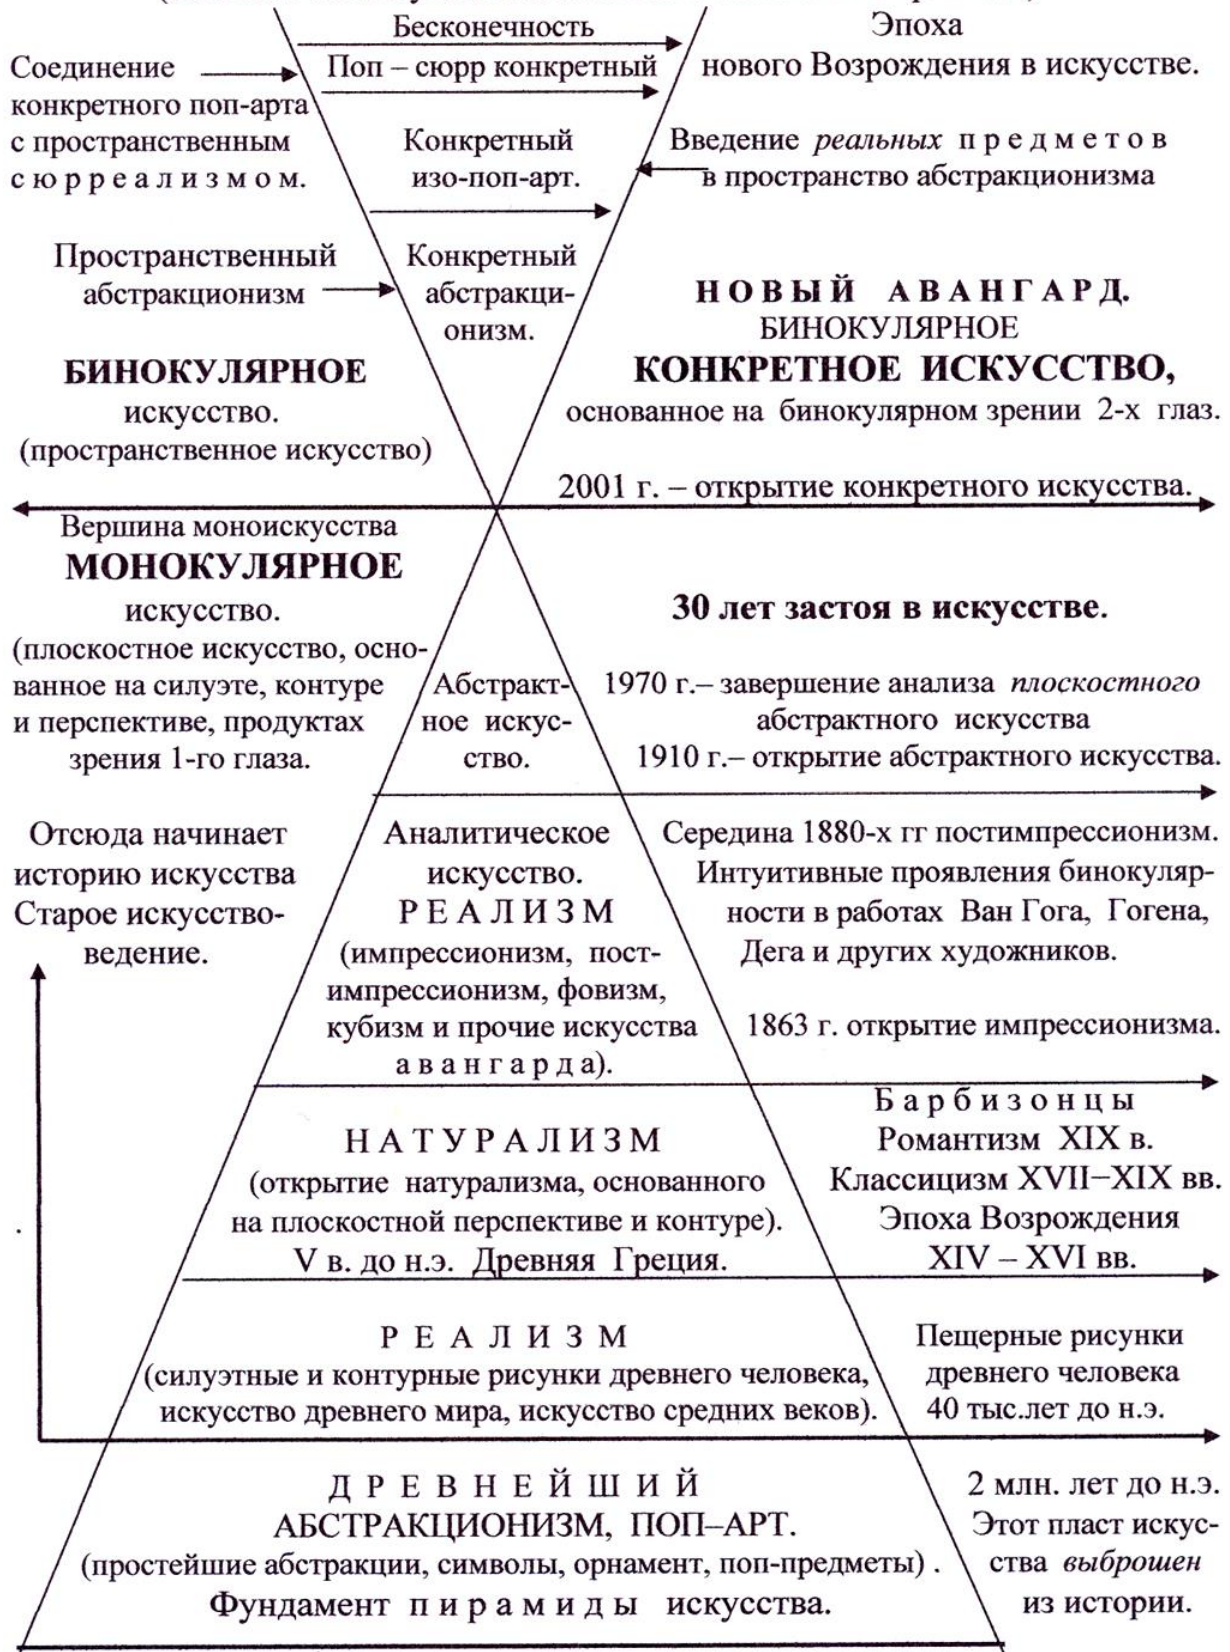 Бесконечность
Эпоха
Соединение
Поп – сюрр конкретный
нового Возрождения в искусстве.
конкретного поп-арта
с пространственным
сюрреализмом.
Конкретный
изо-поп-арт.
Введение реальных предметов
в пространство абстракционизма
Пространственный
абстракционизм
Конкретный
абстракци-
онизм.
НОВЫЙ АВАНГАРД.
БИНОКУЛЯРНОЕ
КОНКРЕТНОЕ ИСКУССТВО,
основанное на бинокулярном зрении 2-х глаз.
БИНОКУЛЯРНОЕ
искусство.
(пространственное искусство)
2001 г. – открытие конкретного искусства.
Вершина моноискусства
МОНОКУЛЯРНОЕ
искусство.
(плоскостное искусство, осно-
ванное на силуэте, контуре
и перспективе, продуктах
зрения 1-го глаза.
Абстракт-
ное искус-
ство.
30 лет застоя в искусстве.
1970 г.– завершение анализа плоскостного
абстрактного искусства
1910 г.– открытие абстрактного искусства.
Отсюда начинает
историю искусства
Старое искусство-
ведение.
Аналитическое
искусство.
РЕАЛИЗМ
(импрессионизм, пост-
импрессионизм, фовизм,
кубизм и прочие искусства
авангарда).
Середина 1880-х гг постимпрессионизм.
Интуитивные проявления бинокуляр-
ности в работах Ван Гога, Гогена,
Дега и других художников.
1863 г. открытие импрессионизма.
НАТУРАЛИЗМ
(открытие натурализма, основанного
на плоскостной перспективе и контуре).
V в. до н.э. Древняя Греция.
Барбизонцы
Романтизм XIX в.
Классицизм XVII–XIX вв.
Эпоха Возрождения
XIV – XVI вв.
РЕАЛИЗМ
(силуэтные и контурные рисунки древнего человека,
искусство древнего мира, искусство средних веков).
Пещерные рисунки
древнего человека
40 тыс.лет до н.э.
ДРЕВНЕЙШИЙ
АБСТРАКЦИОНИЗМ, ПОП–АРТ.
(простейшие абстракции, символы, орнамент, поп-предметы) .
Фундамент пирамиды искусства.
2 млн. лет до н.э.
Этот пласт искус-
ства выброшен
из истории.